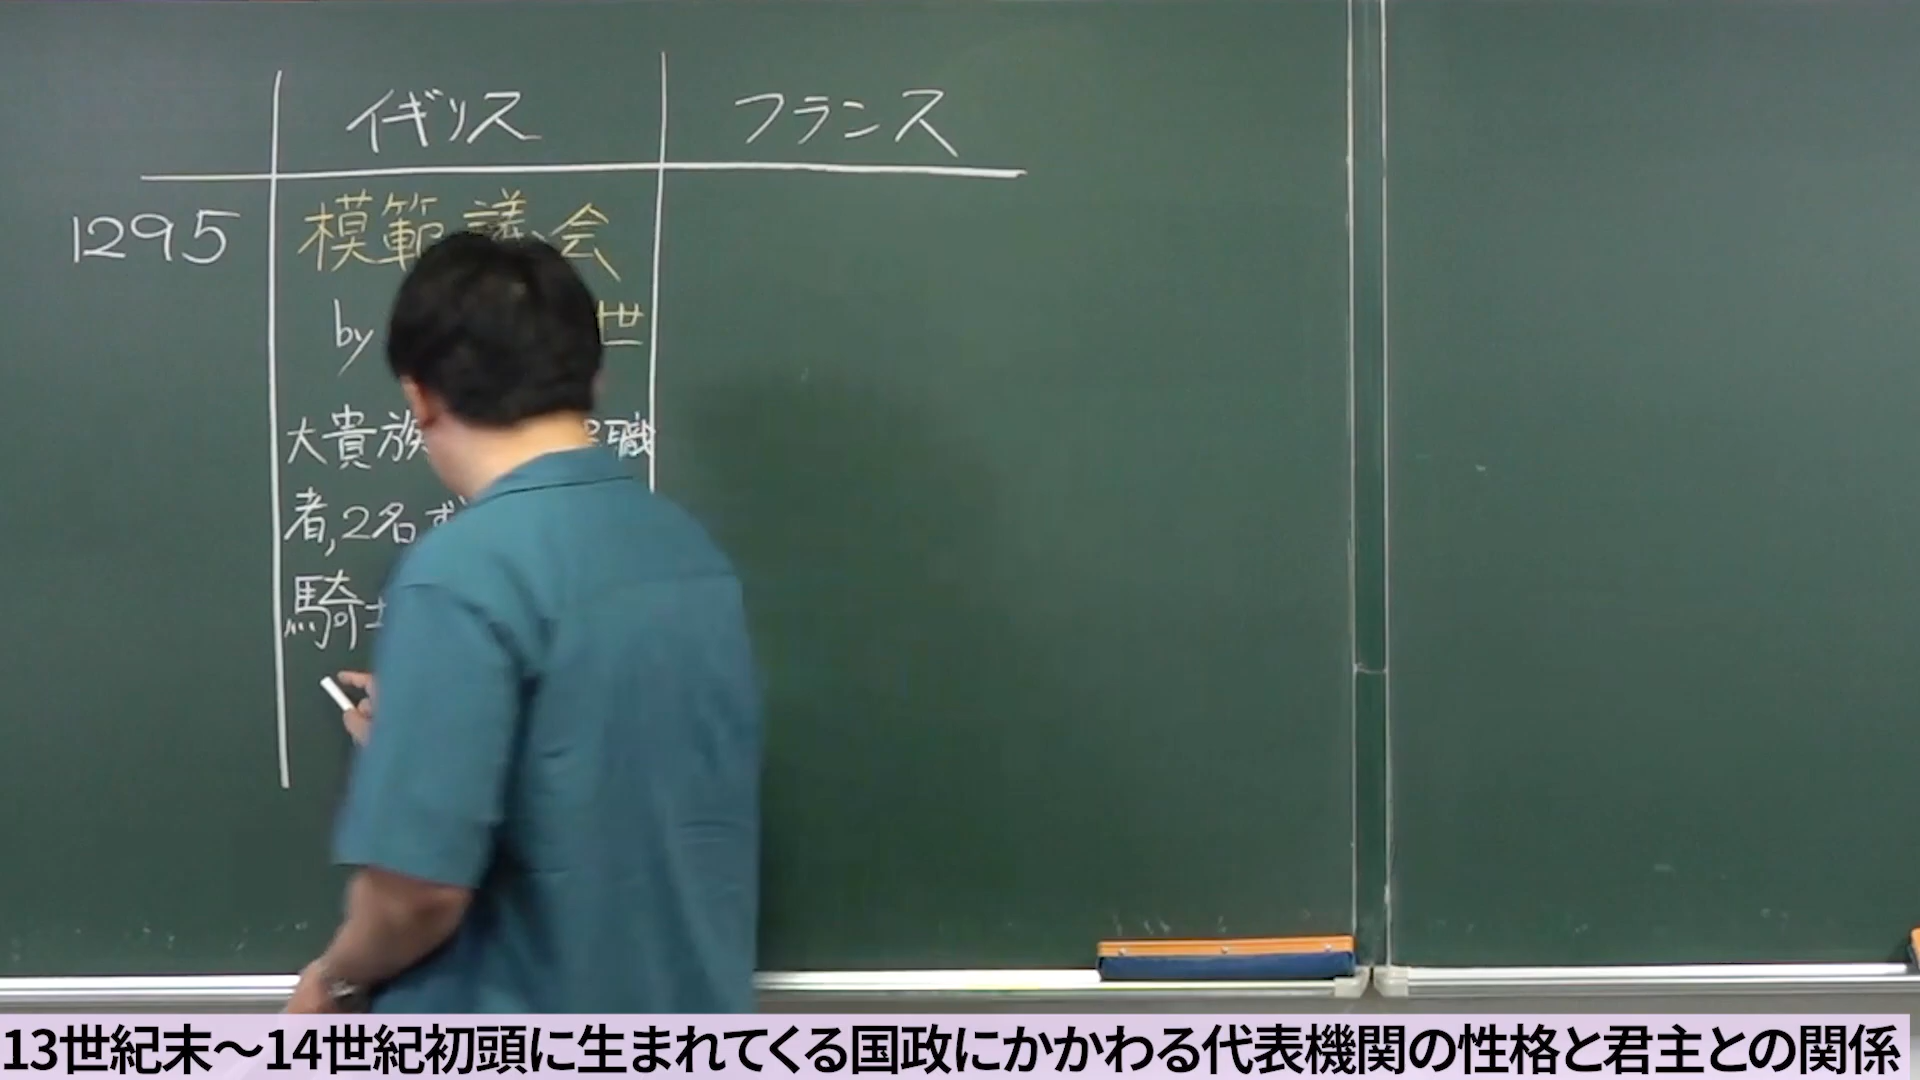 イギリス フランス
1295 模範議会
by 世
大貴族 職
者,2名ず
騎士
13世紀末～14世紀初頭に生まれてくる国政にかかわる代表機関の性格と君主との関係